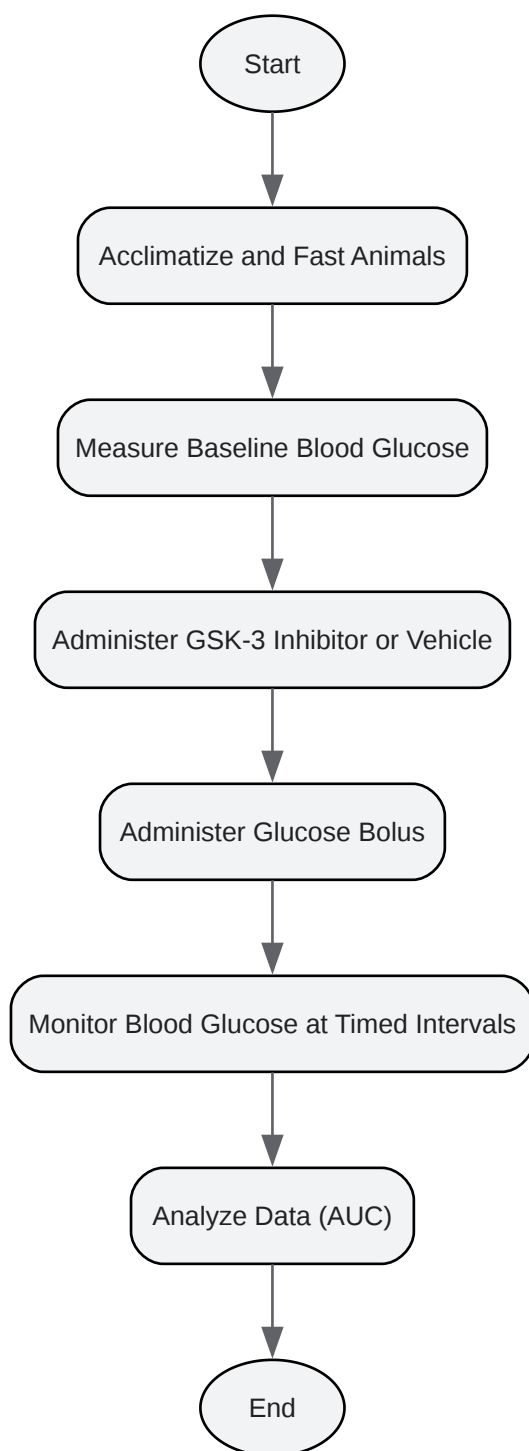 Start
Acclimatize and Fast Animals
Measure Baseline Blood Glucose
Administer GSK-3 Inhibitor or Vehicle
Administer Glucose Bolus
Monitor Blood Glucose at Timed Intervals
Analyze Data (AUC)
End